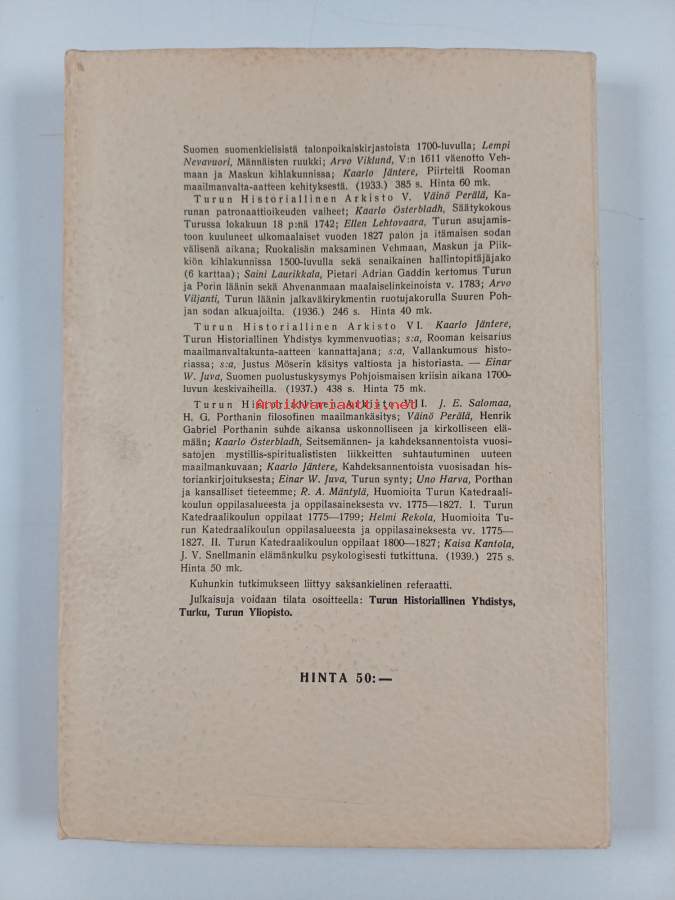 Suomen suomenkielisistä talonpoikaiskirjastoista 1700-luvulla; Lempi
Nevavuori, Männäisten ruukki; Arvo Viklund, V:n 1611 väenotto Veh-
maan ja Maskun kihlakunnissa; Kaarlo Jäntere, Piirteitä Rooman
maailmanvalta-aatteen kehityksestä. (1933.) 385 s. Hinta 60 mk.
Turun Historiallinen Arkisto V. Väinö Perälä, Ka-
runan patronaattioikeuden vaiheet; Kaarlo Österbladh, Säätykokous
Turussa lokakuun 18 p:nä 1742; Ellen Lehtovaara, Turun asujamis-
toon kuuluneet ulkomaalaiset vuoden 1827 palon ja itämaisen sodan
välisenä aikana; Ruokalisän maksaminen Vehmaan, Maskun ja Piik-
kiön kihlakunnissa 1500-luvulla sekä senaikainen hallintopitäjäjako
(6 karttaa); Saini Laurikkala, Pietari Adrian Gaddin kertomus Turun
ja Porin läänin sekä Ahvenanmaan maalaiselinkeinoista v. 1783; Arvo
Viljanti, Turun läänin jalkaväkirykmentin ruotujakorulla Suuren Poh-
jan sodan alkuajoilta. (1936.) 246 s. Hinta 40 mk.
Turun Historiallinen Arkisto VI. Kaarlo Jäntere,
Turun Historiallinen Yhdistys kymmenvuotias; s:a, Rooman keisarius
maailmanvaltakunta-aatteen kannattajana; s:a, Vallankumous histo-
riassa; s:a, Justus Möserin käsitys valtiosta ja historiasta. — Einar
W. Juva, Suomen puolustuskysymys Pohjoismaisen kriisin aikana 1700-
luvun keskivaiheilla. (1937.) 438 s. Hinta 75 mk.
Turun Historiallinen Arkisto VII. J. E. Salomaa,
antikvariaatti.net
H. G. Porthanin filosofinen maailmankäsitys; Väinö Perälä, Henrik
Gabriel Porthanin suhde aikansa uskonnolliseen ja kirkolliseen elä-
mään; Kaarlo Österbladh, Seitsemännen- ja kahdeksannentoista vuosi-
satojen mystillis-spiritualististen liikkeitten suhtautuminen uuteen
maailmankuvaan; Kaarlo Jäntere, Kahdeksannentoista vuosisadan his-
toriankirjoituksesta; Einar W. Juva, Turun synty; Uno Harva, Porthan
ja kansalliset tieteemme; R. A. Mäntylä, Huomioita Turun Katedraali-
koulun oppilasalueesta ja oppilasaineksesta vv. 1775—1827. I. Turun
Katedraalikoulun oppilaat 1775—1799; Helmi Rekola, Huomioita Tu-
run Katedraalikoulun oppilasalueesta ja oppilasaineksesta vv. 1775—
1827. II. Turun Katedraalikoulun oppilaat 1800—1827; Kaisa Kantola,
J. V. Snellmanin elämänkulku psykologisesti tutkittuna. (1939.) 275 s.
Hinta 50 mk.
Kuhunkin tutkimukseen liittyy saksankielinen referaatti.
Julkaisuja voidaan tilata osoitteella: Turun Historiallinen Yhdistys,
Turku, Turun Yliopisto.
HINTA 50:—